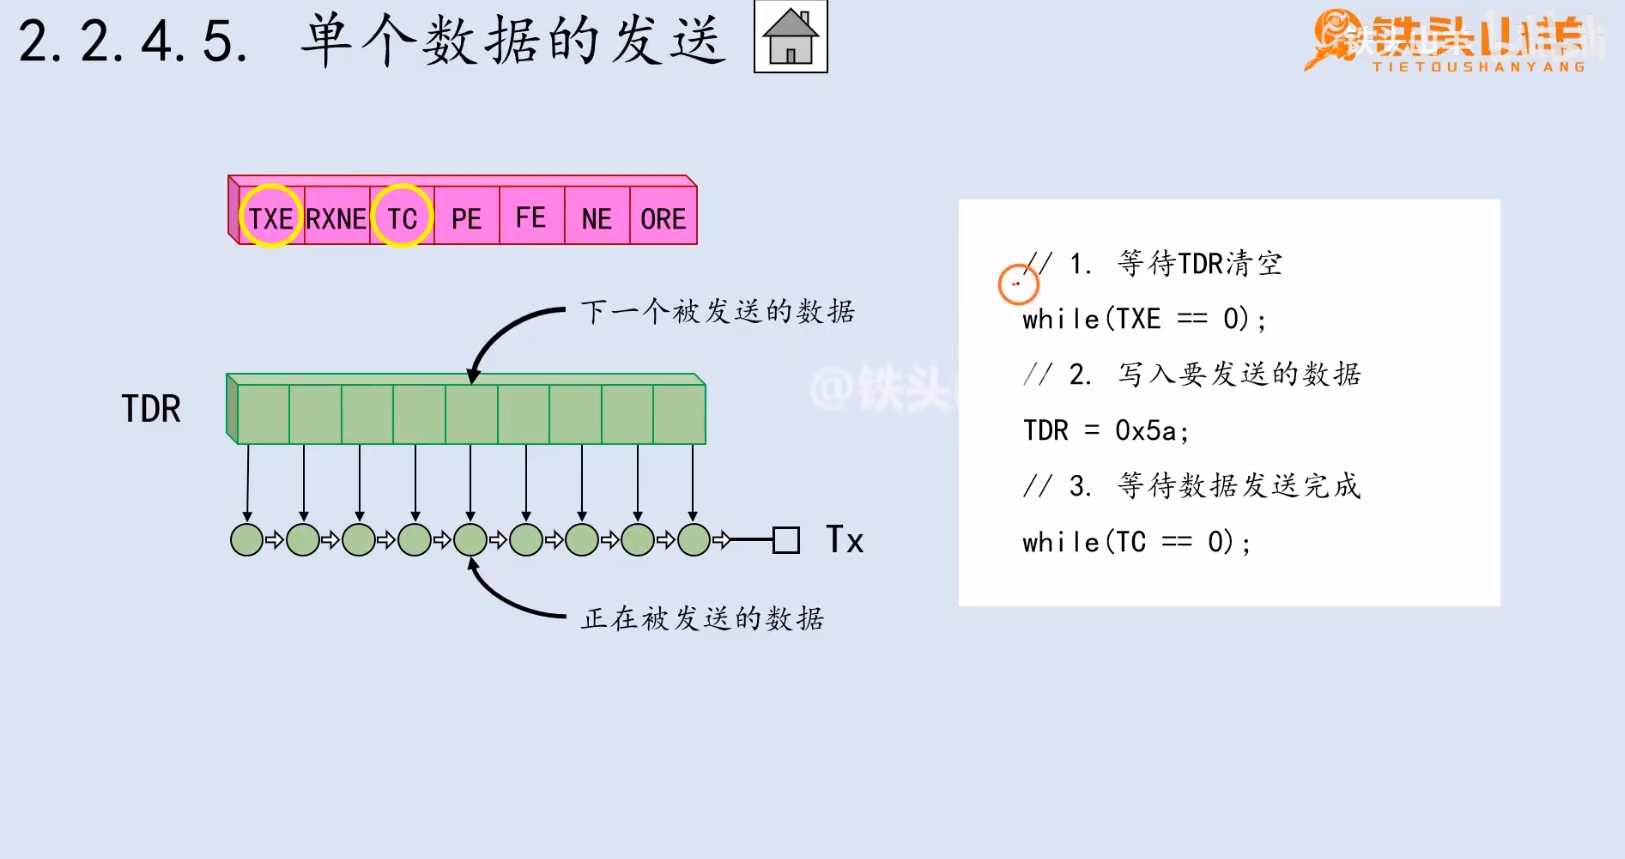 2.2.4.5. 单个数据的发送
铁头山羊
TIETOUSHANYANG
TXE RXNE TC PE FE NE ORE
下一个被发送的数据
TDR
@铁头
Tx
正在被发送的数据
// 1. 等待TDR清空
while(TXE == 0);
// 2. 写入要发送的数据
TDR = 0x5a;
// 3. 等待数据发送完成
while(TC == 0);